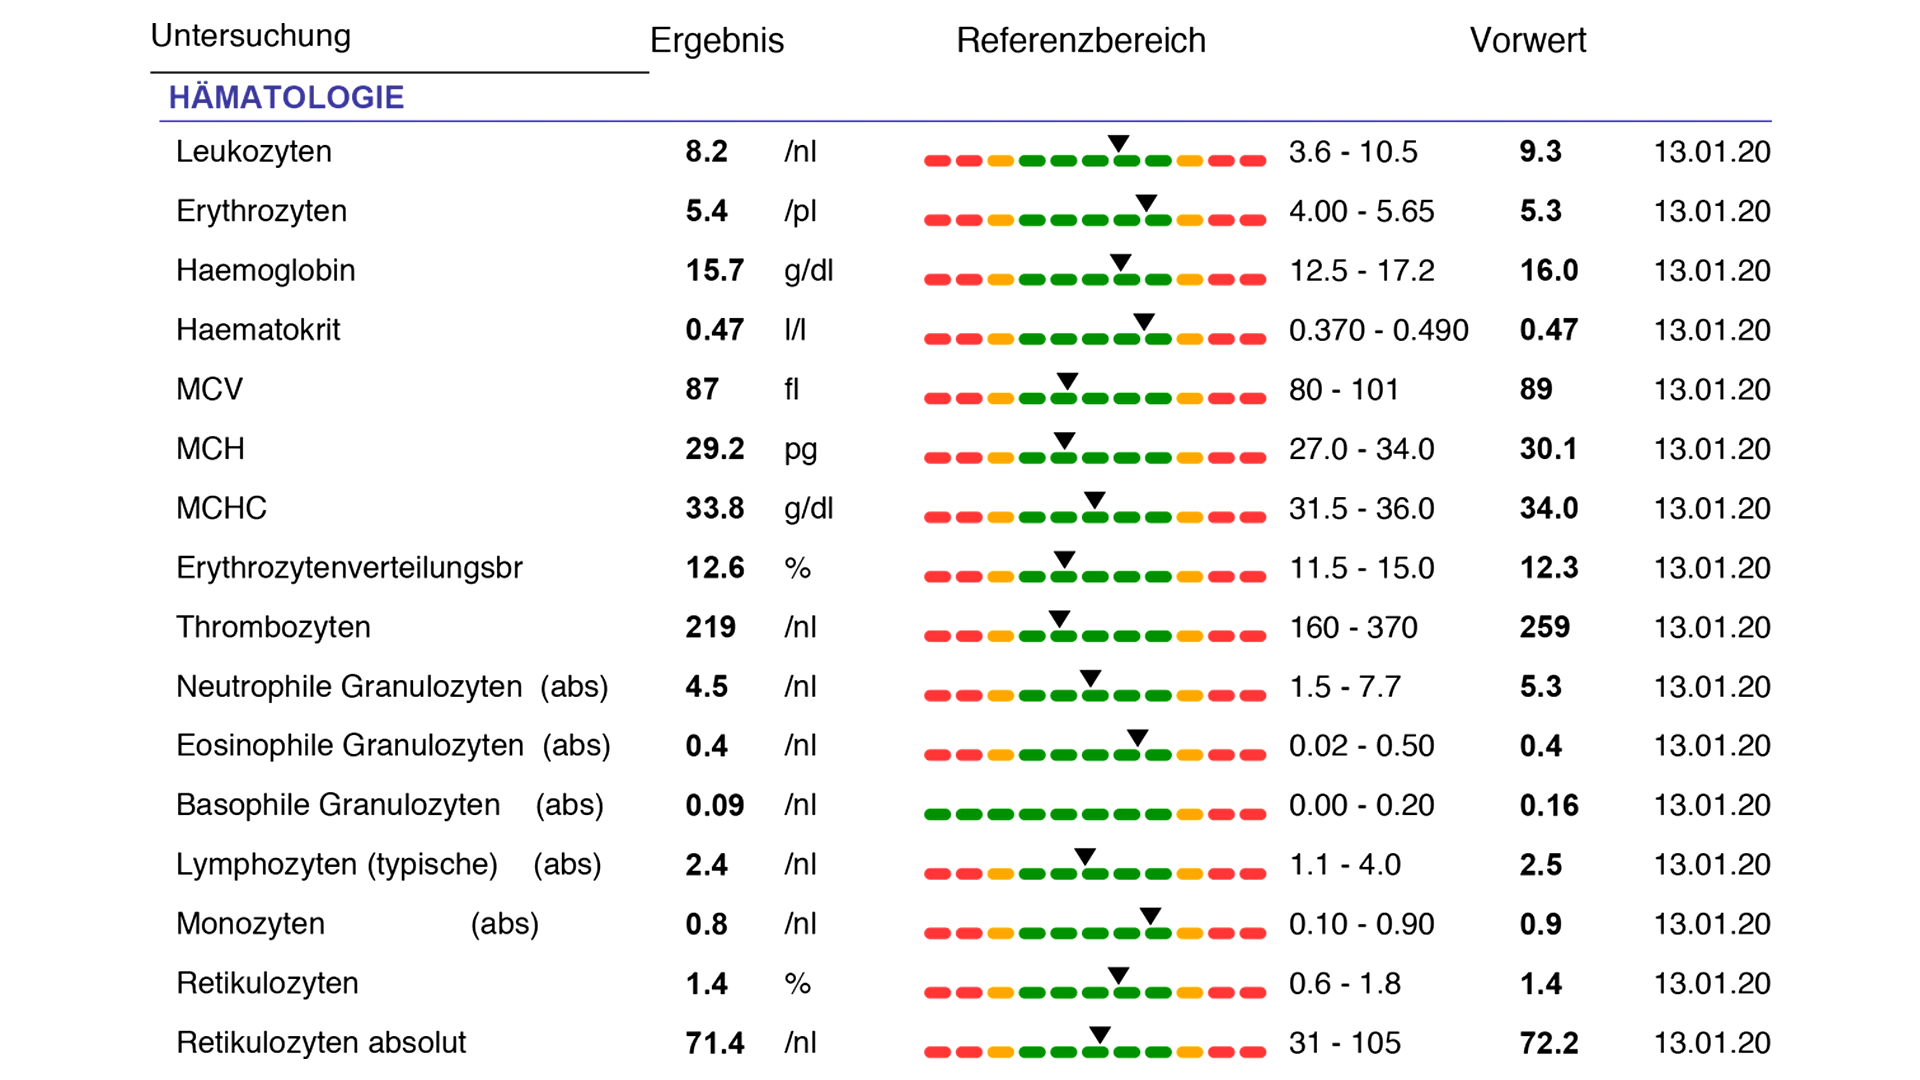 Untersuchung Ergebnis Referenzbereich Vorwert
HÄMATOLOGIE
Leukozyten 8.2 /nl 3.6 - 10.5 9.3 13.01.20
Erythrozyten 5.4 /pl 4.00 - 5.65 5.3 13.01.20
Haemoglobin 15.7 g/dl 12.5 - 17.2 16.0 13.01.20
Haematokrit 0.47 l/l 0.370 - 0.490 0.47 13.01.20
MCV 87 fl 80 - 101 89 13.01.20
MCH 29.2 pg 27.0 - 34.0 30.1 13.01.20
MCHC 33.8 g/dl 31.5 - 36.0 34.0 13.01.20
Erythrozytenverteilungsbr 12.6 % 11.5 - 15.0 12.3 13.01.20
Thrombozyten 219 /nl 160 - 370 259 13.01.20
Neutrophile Granulozyten (abs) 4.5 /nl 1.5 - 7.7 5.3 13.01.20
Eosinophile Granulozyten (abs) 0.4 /nl 0.02 - 0.50 0.4 13.01.20
Basophile Granulozyten (abs) 0.09 /nl 0.00 - 0.20 0.16 13.01.20
Lymphozyten (typische) (abs) 2.4 /nl 1.1 - 4.0 2.5 13.01.20
Monozyten (abs) 0.8 /nl 0.10 - 0.90 0.9 13.01.20
Retikulozyten 1.4 % 0.6 - 1.8 1.4 13.01.20
Retikulozyten absolut 71.4 /nl 31 - 105 72.2 13.01.20